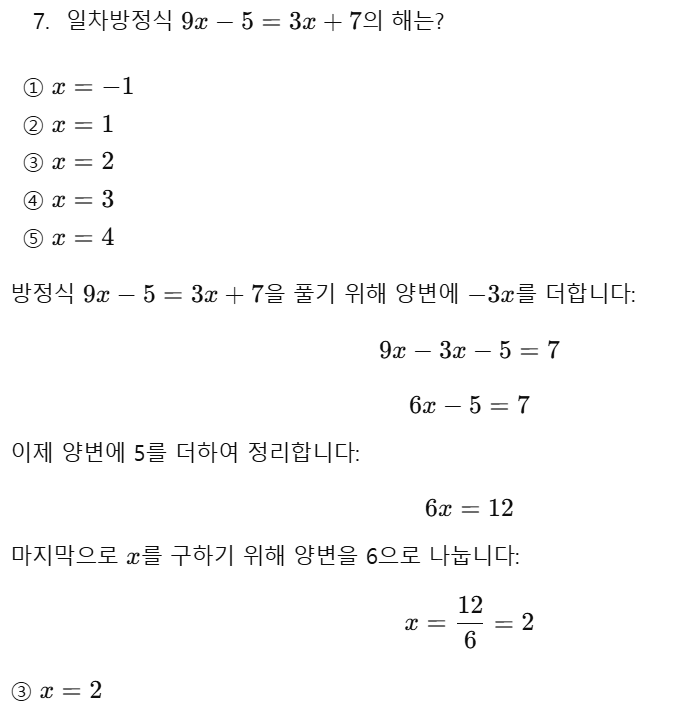 7. 일차방정식 9x − 5 = 3x + 7의 해는?
① x = −1
② x = 1
③ x = 2
④ x = 3
⑤ x = 4
방정식 9x − 5 = 3x + 7을 풀기 위해 양변에 −3x를 더합니다:
9x − 3x − 5 = 7
6x − 5 = 7
이제 양변에 5를 더하여 정리합니다:
6x = 12
마지막으로 x를 구하기 위해 양변을 6으로 나눕니다:
x = 12/6 = 2
③ x = 2